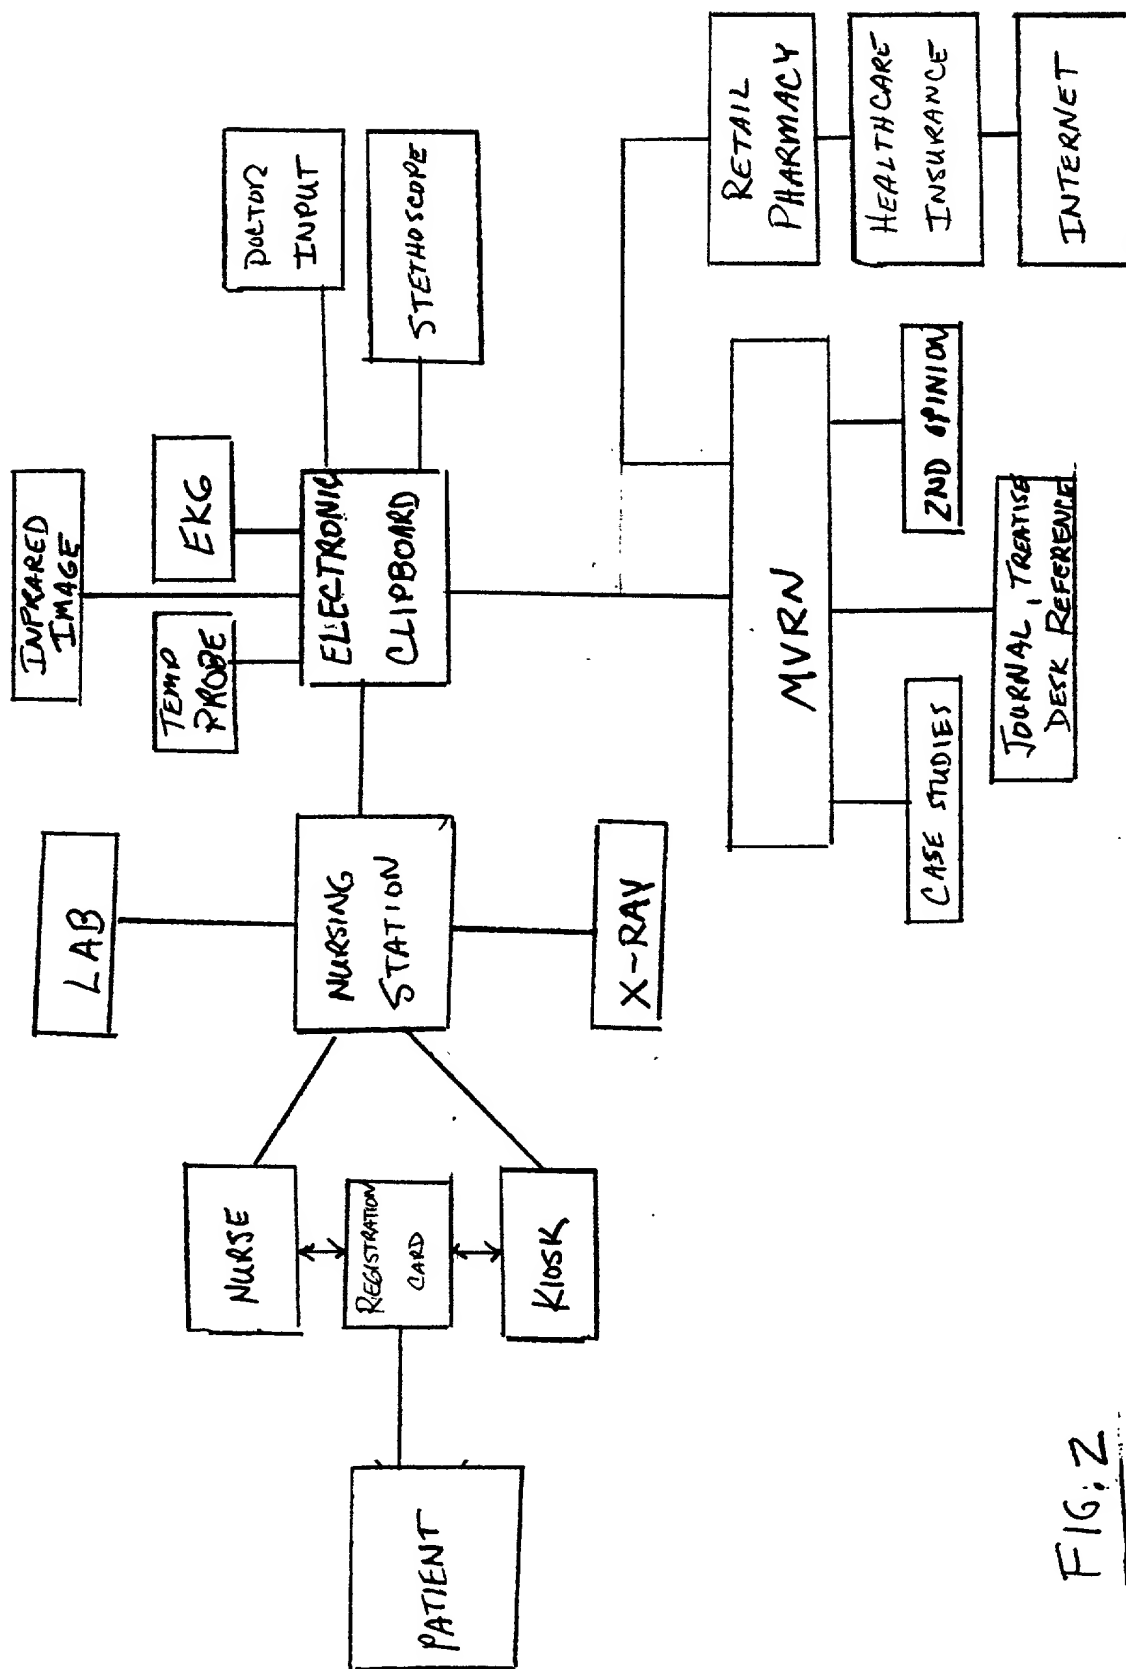 INFRARED
IMAGE
LAB
TEMP
PROBE
EKG
DOCTOR
INPUT
NURSE
NURSING
STATION
ELECTRONIC
CLIPBOARD
STETHOSCOPE
PATIENT
REGISTRATION
CARD
KIOSK
X-RAY
MVRN
RETAIL
PHARMACY
HEALTHCARE
INSURANCE
CASE STUDIES
2ND OPINION
JOURNAL, TREATISE
DESK REFERENCE
INTERNET
FIG. 2